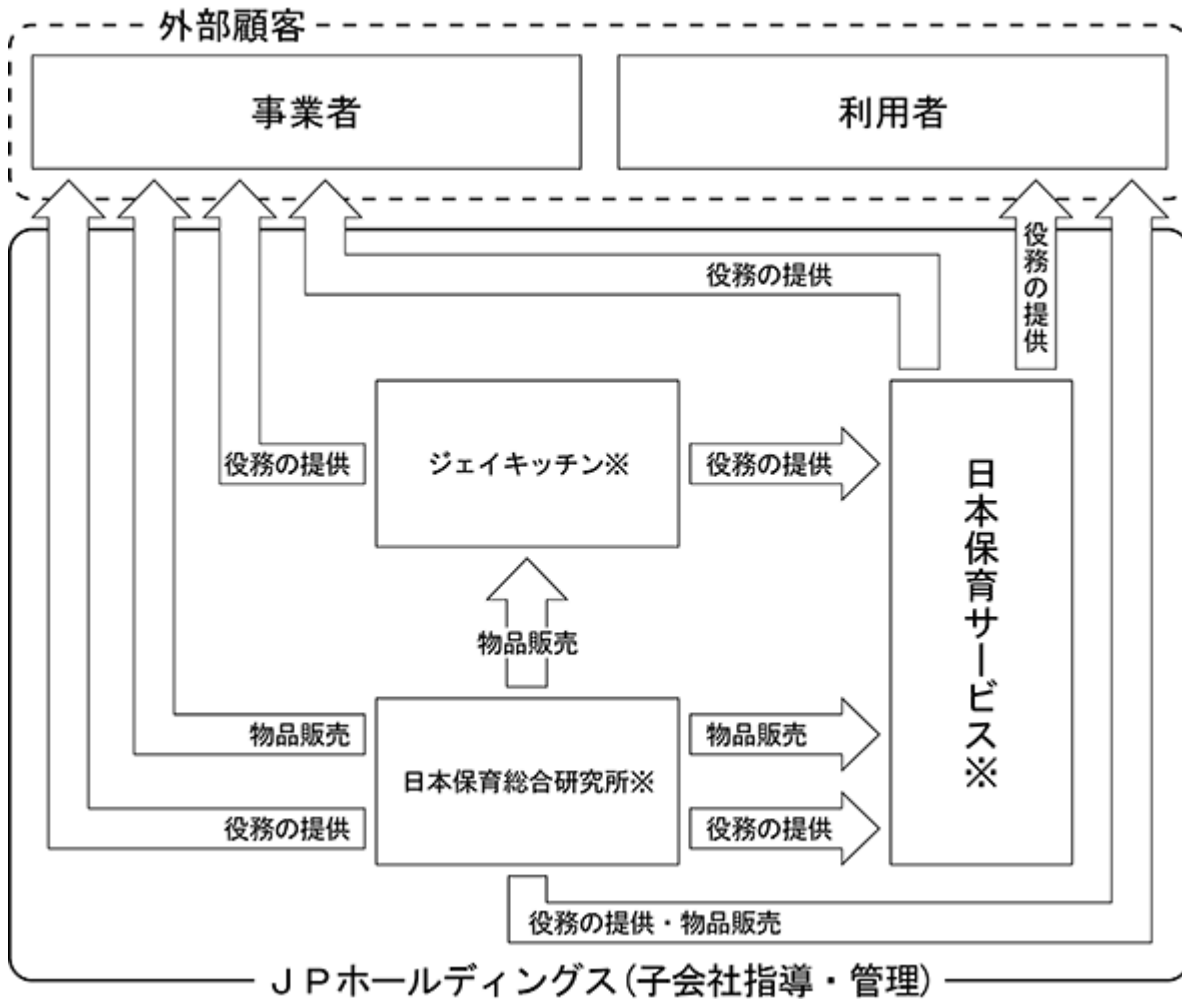 外部顧客
事業者
利用者
役務の提供
役務の提供
役務の提供
ジェイキッチン※
役務の提供
日本保育サービス※
物品販売
物品販売
日本保育総合研究所※
物品販売
役務の提供
役務の提供
役務の提供・物品販売
ＪＰホールディングス(子会社指導・管理)